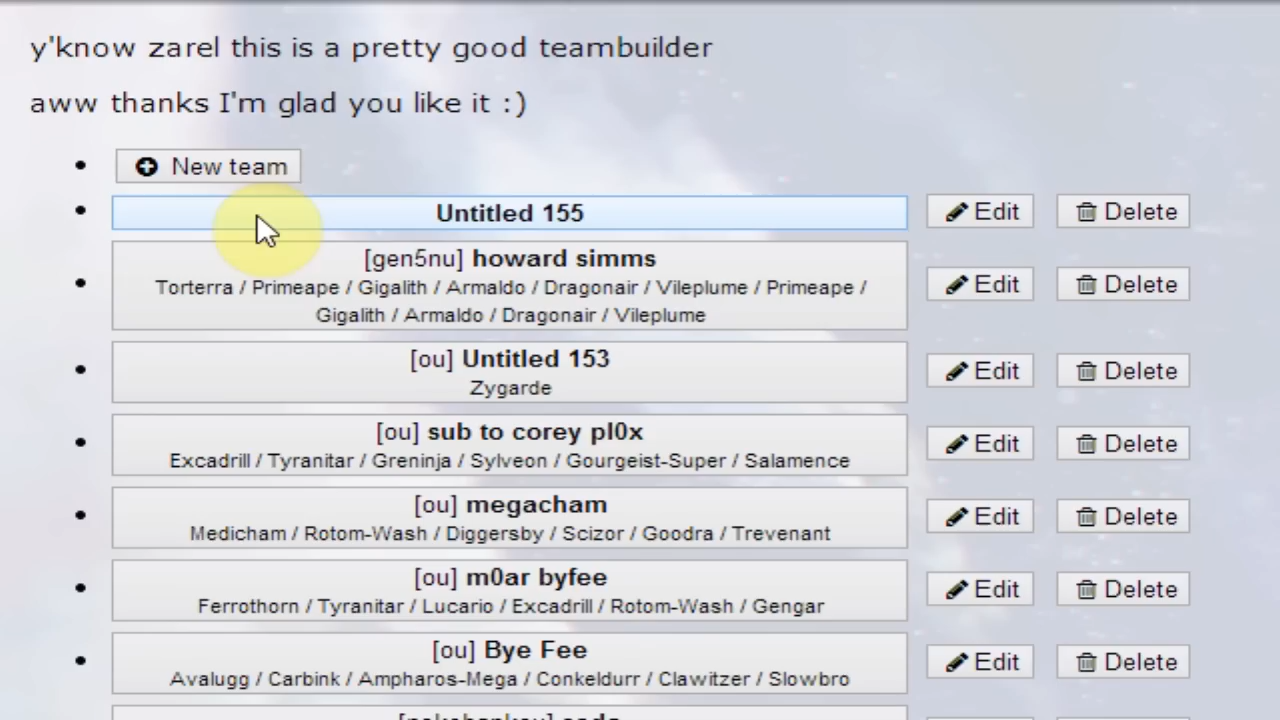 y'know zarel this is a pretty good teambuilder
aww thanks I'm glad you like it :)
New team
Untitled 155
Edit
Delete
[gen5nu] howard simms
Torterra / Primeape / Gigalith / Armaldo / Dragonair / Vileplume / Primeape /
Gigalith / Armaldo / Dragonair / Vileplume
Edit
Delete
[ou] Untitled 153
Zygarde
Edit
Delete
[ou] sub to corey pl0x
Excadrill / Tyranitar / Greninja / Sylveon / Gourgeist-Super / Salamence
Edit
Delete
[ou] megacham
Medicham / Rotom-Wash / Diggersby / Scizor / Goodra / Trevenant
Edit
Delete
[ou] m0ar byfee
Ferrothorn / Tyranitar / Lucario / Excadrill / Rotom-Wash / Gengar
Edit
Delete
[ou] Bye Fee
Avalugg / Carbink / Ampharos-Mega / Conkeldurr / Clawitzer / Slowbro
Edit
Delete